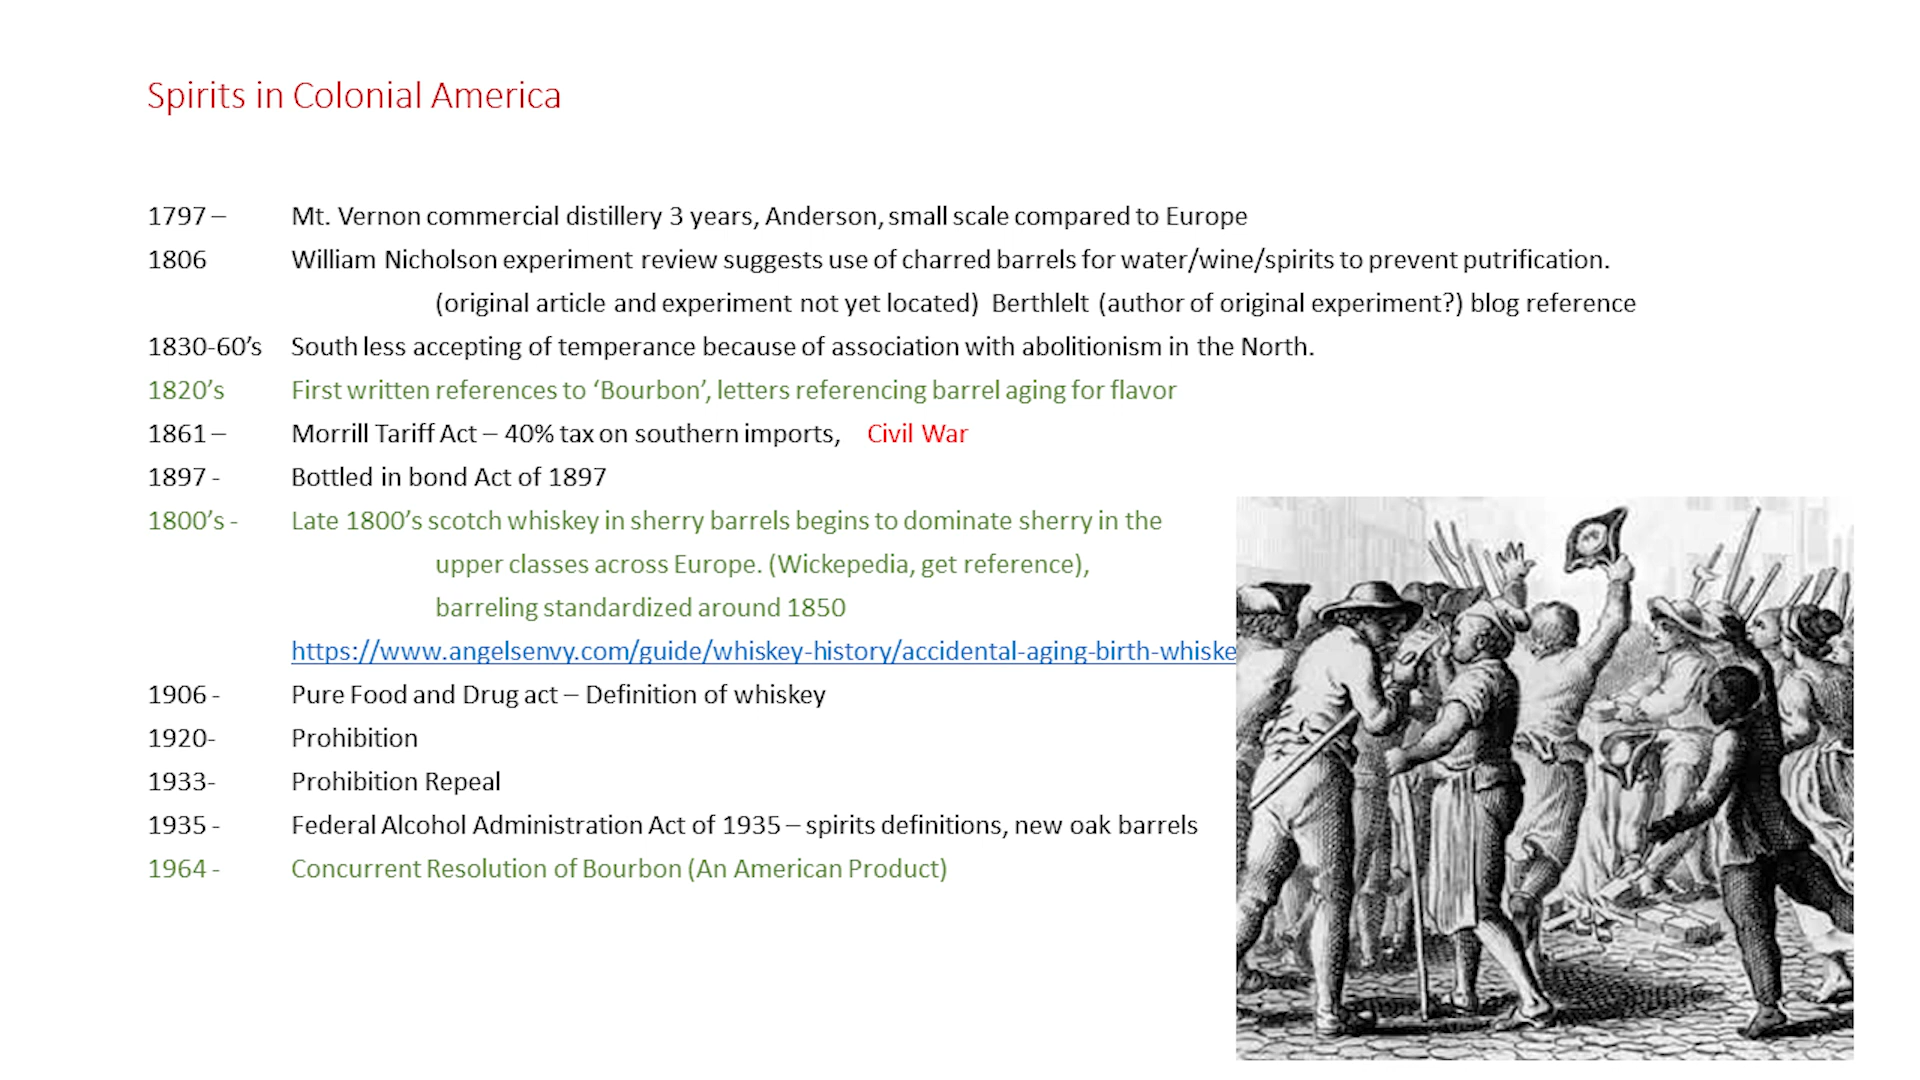 Spirits in Colonial America
1797 – Mt. Vernon commercial distillery 3 years, Anderson, small scale compared to Europe
1806 William Nicholson experiment review suggests use of charred barrels for water/wine/spirits to prevent putrification.
(original article and experiment not yet located) Berthlelt (author of original experiment?) blog reference
1830-60’s South less accepting of temperance because of association with abolitionism in the North.
1820’s First written references to ‘Bourbon’, letters referencing barrel aging for flavor
1861 – Morrill Tariff Act – 40% tax on southern imports, Civil War
1897 - Bottled in bond Act of 1897
1800’s - Late 1800’s scotch whiskey in sherry barrels begins to dominate sherry in the
upper classes across Europe. (Wickepedia, get reference),
barreling standardized around 1850
https://www.angelsenvy.com/guide/whiskey-history/accidental-aging-birth-whiske
1906 - Pure Food and Drug act – Definition of whiskey
1920- Prohibition
1933- Prohibition Repeal
1935 - Federal Alcohol Administration Act of 1935 – spirits definitions, new oak barrels
1964 - Concurrent Resolution of Bourbon (An American Product)